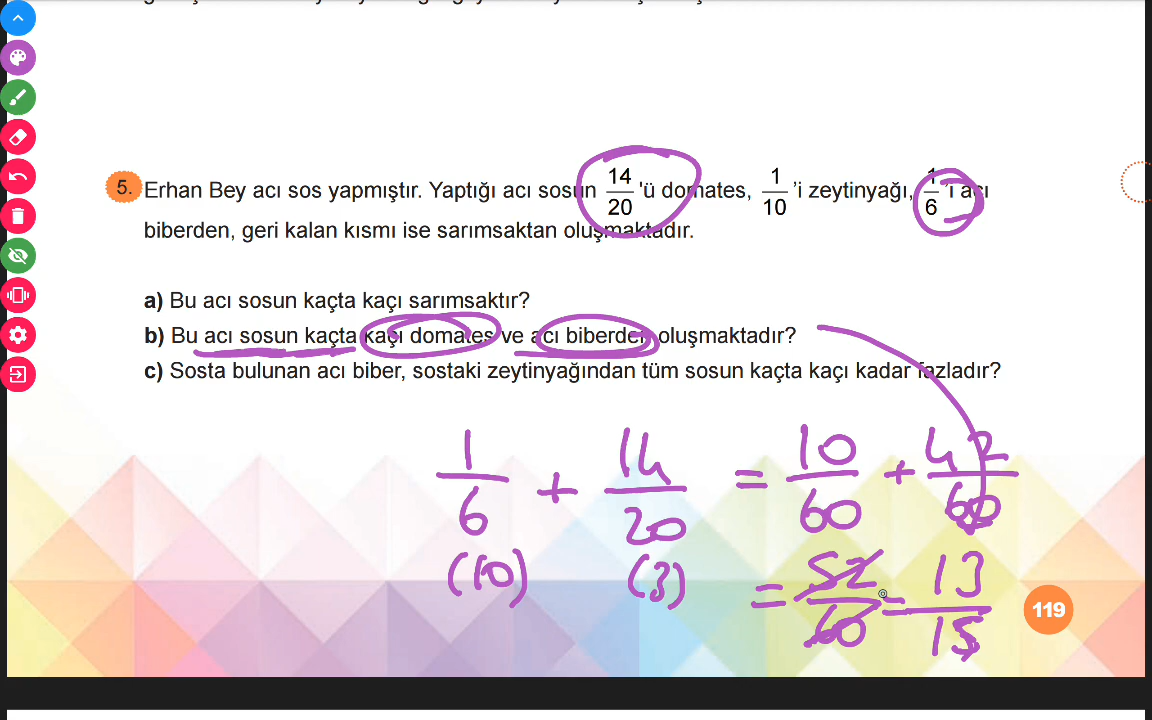 5. Erhan Bey acı sos yapmıştır. Yaptığı acı sosun 14/20 'ü domates, 1/10 'i zeytinyağı, 1/6 'i acı
biberden, geri kalan kısmı ise sarımsaktan oluşmaktadır.
a) Bu acı sosun kaçta kaçı sarımsaktır?
b) Bu acı sosun kaçta kaçı domates ve acı biberden oluşmaktadır?
c) Sosta bulunan acı biber, sostaki zeytinyağından tüm sosun kaçta kaçı kadar fazladır?
1/6 + 14/20 = 10/60 + 42/60
(10) (3)
= 52/60 = 13/15
119